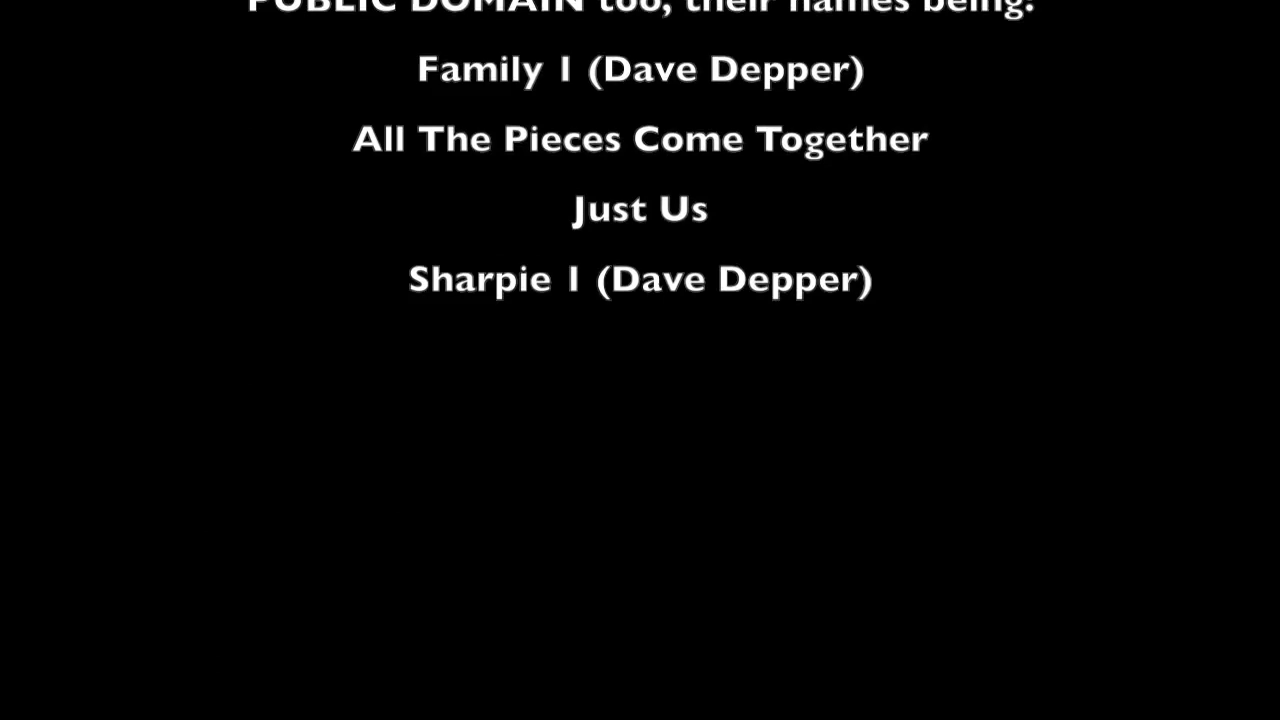 PUBLIC DOMAIN too, their names being:
Family 1 (Dave Depper)
All The Pieces Come Together
Just Us
Sharpie 1 (Dave Depper)